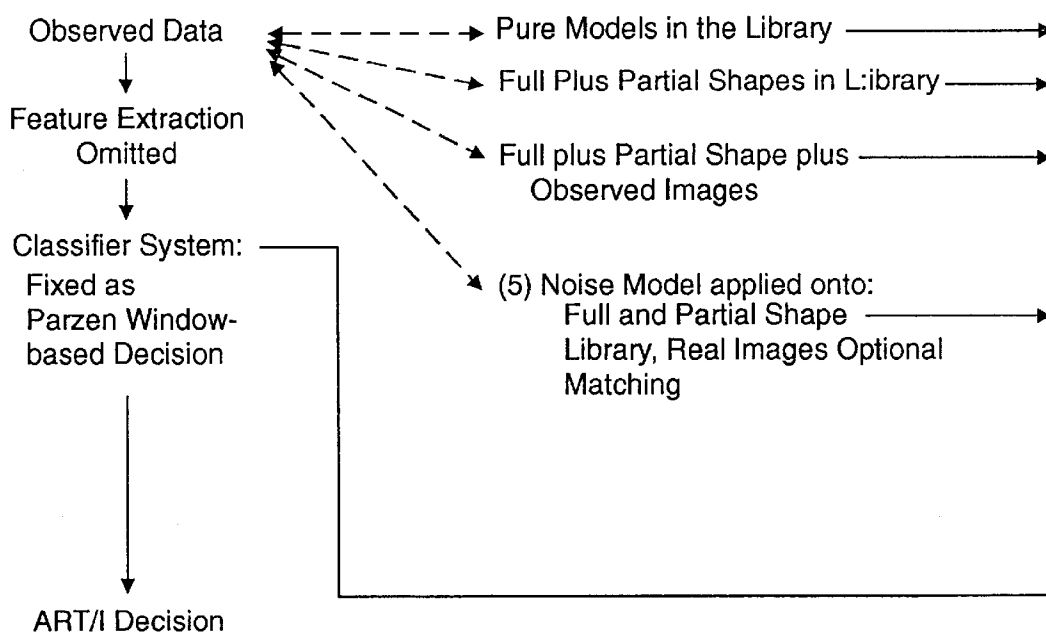 Observed Data
Feature Extraction
Omitted
Classifier System:
Fixed as
Parzen Window-
based Decision
ART/I Decision
Pure Models in the Library
Full Plus Partial Shapes in L:ibrary
Full plus Partial Shape plus
Observed Images
(5) Noise Model applied onto:
Full and Partial Shape
Library, Real Images Optional
Matching